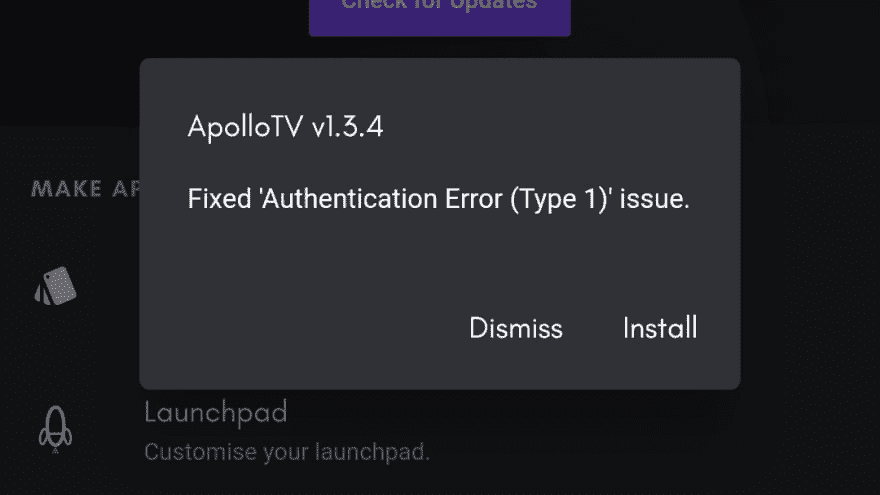 Check for Updates
ApolloTV v1.3.4
MAKE AP
Fixed 'Authentication Error (Type 1)' issue.
Dismiss Install
Launchpad
Customise your launchpad.